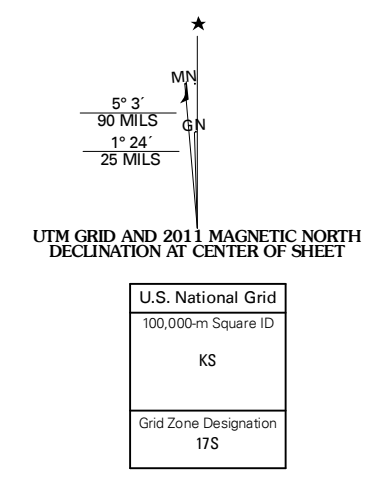 ★
MN
5° 3´
90 MILS
GN
1° 24´
25 MILS
UTM GRID AND 2011 MAGNETIC NORTH
DECLINATION AT CENTER OF SHEET
U.S. National Grid
100,000-m Square ID
KS
Grid Zone Designation
17S